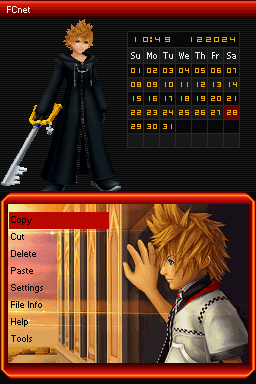 FCnet
10:49 122024
Su Mo Tu We Th Fr Sa
01 02 03 04 05 06 07
08 09 10 11 12 13 14
15 16 17 18 19 20 21
22 23 24 25 26 27 28
29 30 31
Copy
Cut
Delete
Paste
Settings
File Info
Help
Tools